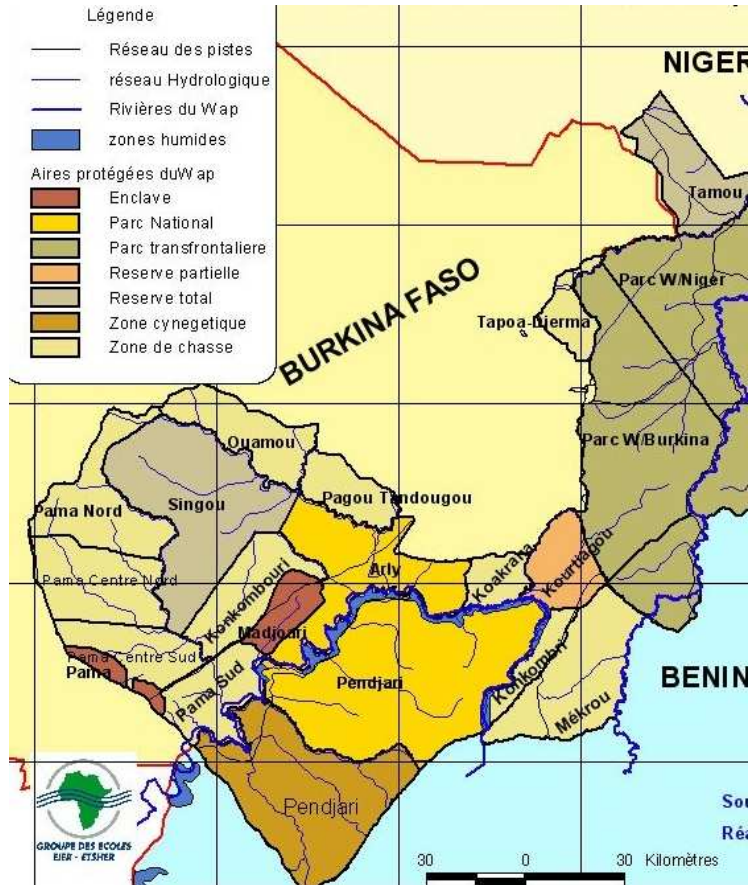 Légende
Réseau des pistes
réseau Hydrologique
Rivières du Wap
zones humides
Aires protégées duWap
Enclave
Parc National
Parc transfrontaliere
Reserve partielle
Reserve total
Zone cynegetique
Zone de chasse
NIGER
Tamou
Parc W/Niger
BURKINA FASO
Tapoa-Djerma
Parc W/Burkina
Ouamou
Pagou Tandougou
Singou
Pama Nord
Arly
Koakrana
Kourtiagou
Pama Centre Nord
Konkombouri
Madjoari
Pama Centre Sud
Pama
Pama Sud
Pendjari
Konkombri
Mékrou
BENIN
Pendjari
GROUPE DES ECOLES
EIER - ETSHER
Sou
Réa
30 0 30 Kilomètres